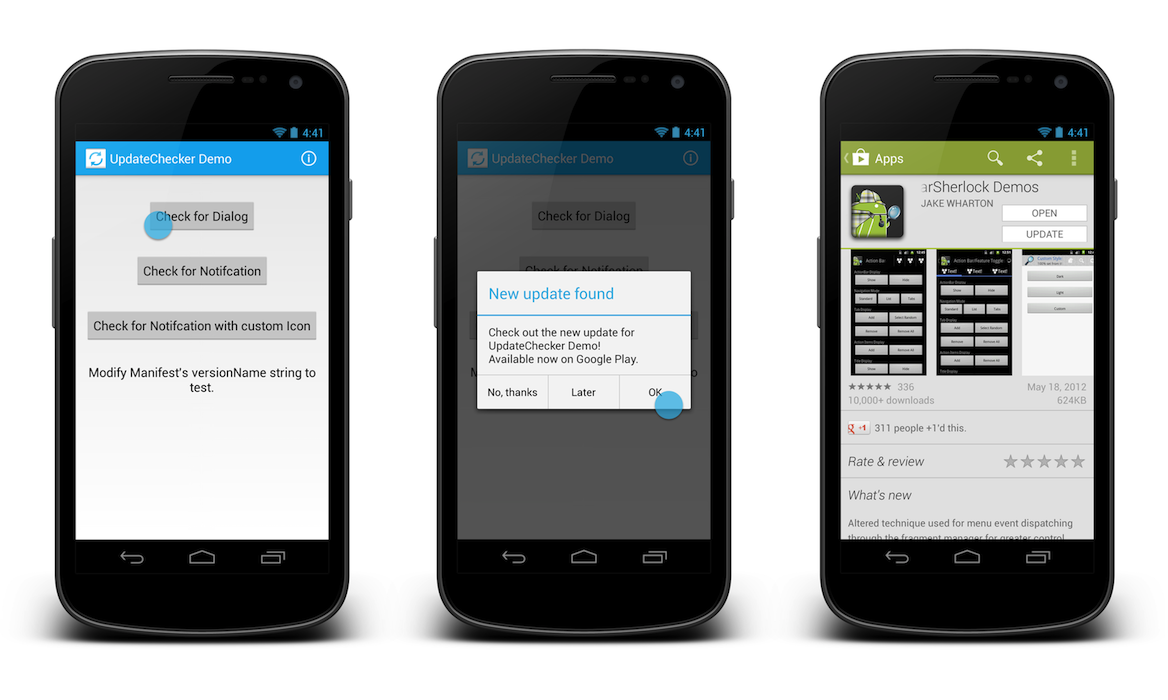 4:41
UpdateChecker Demo
Check for Dialog
Check for Notifcation
Check for Notifcation with custom Icon
Modify Manifest's versionName string to
test.
4:41
UpdateChecker Demo
Check for Dialog
Check for Notifcation
New update found
Check out the new update for
UpdateChecker Demo!
Available now on Google Play.
No, thanks
Later
OK
4:41
Apps
arSherlock Demos
JAKE WHARTON
OPEN
UPDATE
336
May 18, 2012
10,000+ downloads
624KB
+1
311 people +1'd this.
Rate & review
What's new
Altered technique used for menu event dispatching
through the fragment manager for greater control